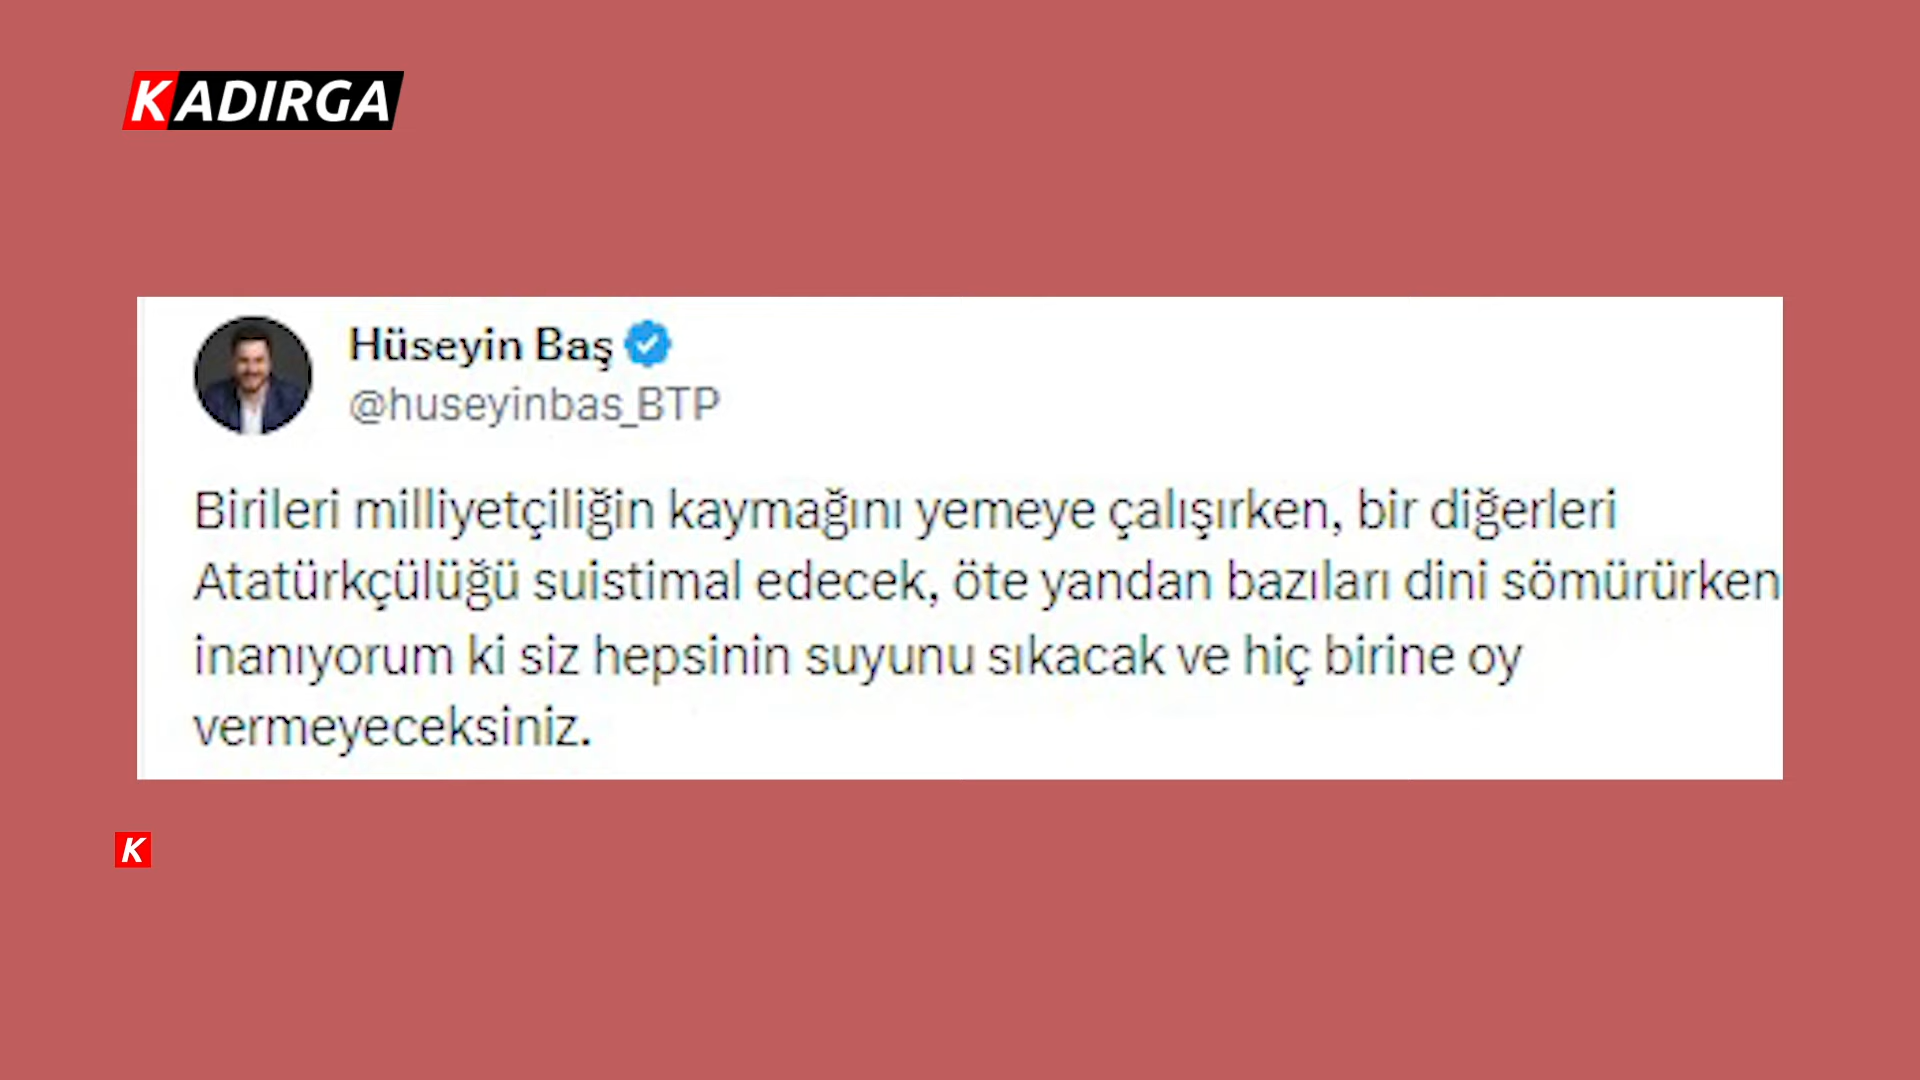 KADIRGA
Hüseyin Baş
@huseyinbas_BTP
Birileri milliyetçiliğin kaymağını yemeye çalışırken, bir diğerleri
Atatürkçülüğü suistimal edecek, öte yandan bazıları dini sömürürken
inanıyorum ki siz hepsinin suyunu sıkacak ve hiç birine oy
vermeyeceksiniz.
K